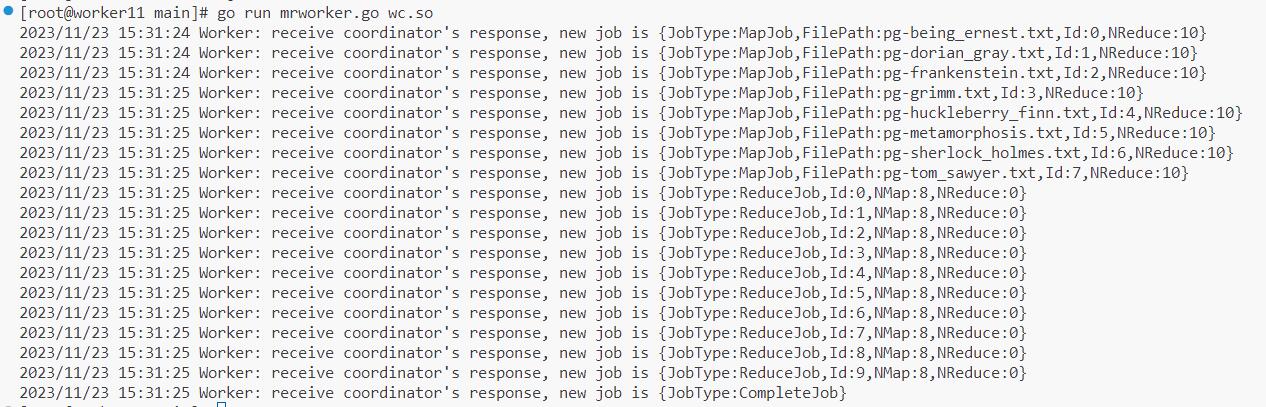 [root@worker11 main]# go run mrworker.go wc.so
2023/11/23 15:31:24 Worker: receive coordinator's response, new job is {JobType:MapJob,FilePath:pg-being_ernest.txt,Id:0,NReduce:10}
2023/11/23 15:31:24 Worker: receive coordinator's response, new job is {JobType:MapJob,FilePath:pg-dorian_gray.txt,Id:1,NReduce:10}
2023/11/23 15:31:24 Worker: receive coordinator's response, new job is {JobType:MapJob,FilePath:pg-frankenstein.txt,Id:2,NReduce:10}
2023/11/23 15:31:25 Worker: receive coordinator's response, new job is {JobType:MapJob,FilePath:pg-grimm.txt,Id:3,NReduce:10}
2023/11/23 15:31:25 Worker: receive coordinator's response, new job is {JobType:MapJob,FilePath:pg-huckleberry_finn.txt,Id:4,NReduce:10}
2023/11/23 15:31:25 Worker: receive coordinator's response, new job is {JobType:MapJob,FilePath:pg-metamorphosis.txt,Id:5,NReduce:10}
2023/11/23 15:31:25 Worker: receive coordinator's response, new job is {JobType:MapJob,FilePath:pg-sherlock_holmes.txt,Id:6,NReduce:10}
2023/11/23 15:31:25 Worker: receive coordinator's response, new job is {JobType:MapJob,FilePath:pg-tom_sawyer.txt,Id:7,NReduce:10}
2023/11/23 15:31:25 Worker: receive coordinator's response, new job is {JobType:ReduceJob,Id:0,NMap:8,NReduce:0}
2023/11/23 15:31:25 Worker: receive coordinator's response, new job is {JobType:ReduceJob,Id:1,NMap:8,NReduce:0}
2023/11/23 15:31:25 Worker: receive coordinator's response, new job is {JobType:ReduceJob,Id:2,NMap:8,NReduce:0}
2023/11/23 15:31:25 Worker: receive coordinator's response, new job is {JobType:ReduceJob,Id:3,NMap:8,NReduce:0}
2023/11/23 15:31:25 Worker: receive coordinator's response, new job is {JobType:ReduceJob,Id:4,NMap:8,NReduce:0}
2023/11/23 15:31:25 Worker: receive coordinator's response, new job is {JobType:ReduceJob,Id:5,NMap:8,NReduce:0}
2023/11/23 15:31:25 Worker: receive coordinator's response, new job is {JobType:ReduceJob,Id:6,NMap:8,NReduce:0}
2023/11/23 15:31:25 Worker: receive coordinator's response, new job is {JobType:ReduceJob,Id:7,NMap:8,NReduce:0}
2023/11/23 15:31:25 Worker: receive coordinator's response, new job is {JobType:ReduceJob,Id:8,NMap:8,NReduce:0}
2023/11/23 15:31:25 Worker: receive coordinator's response, new job is {JobType:ReduceJob,Id:9,NMap:8,NReduce:0}
2023/11/23 15:31:25 Worker: receive coordinator's response, new job is {JobType:CompleteJob}